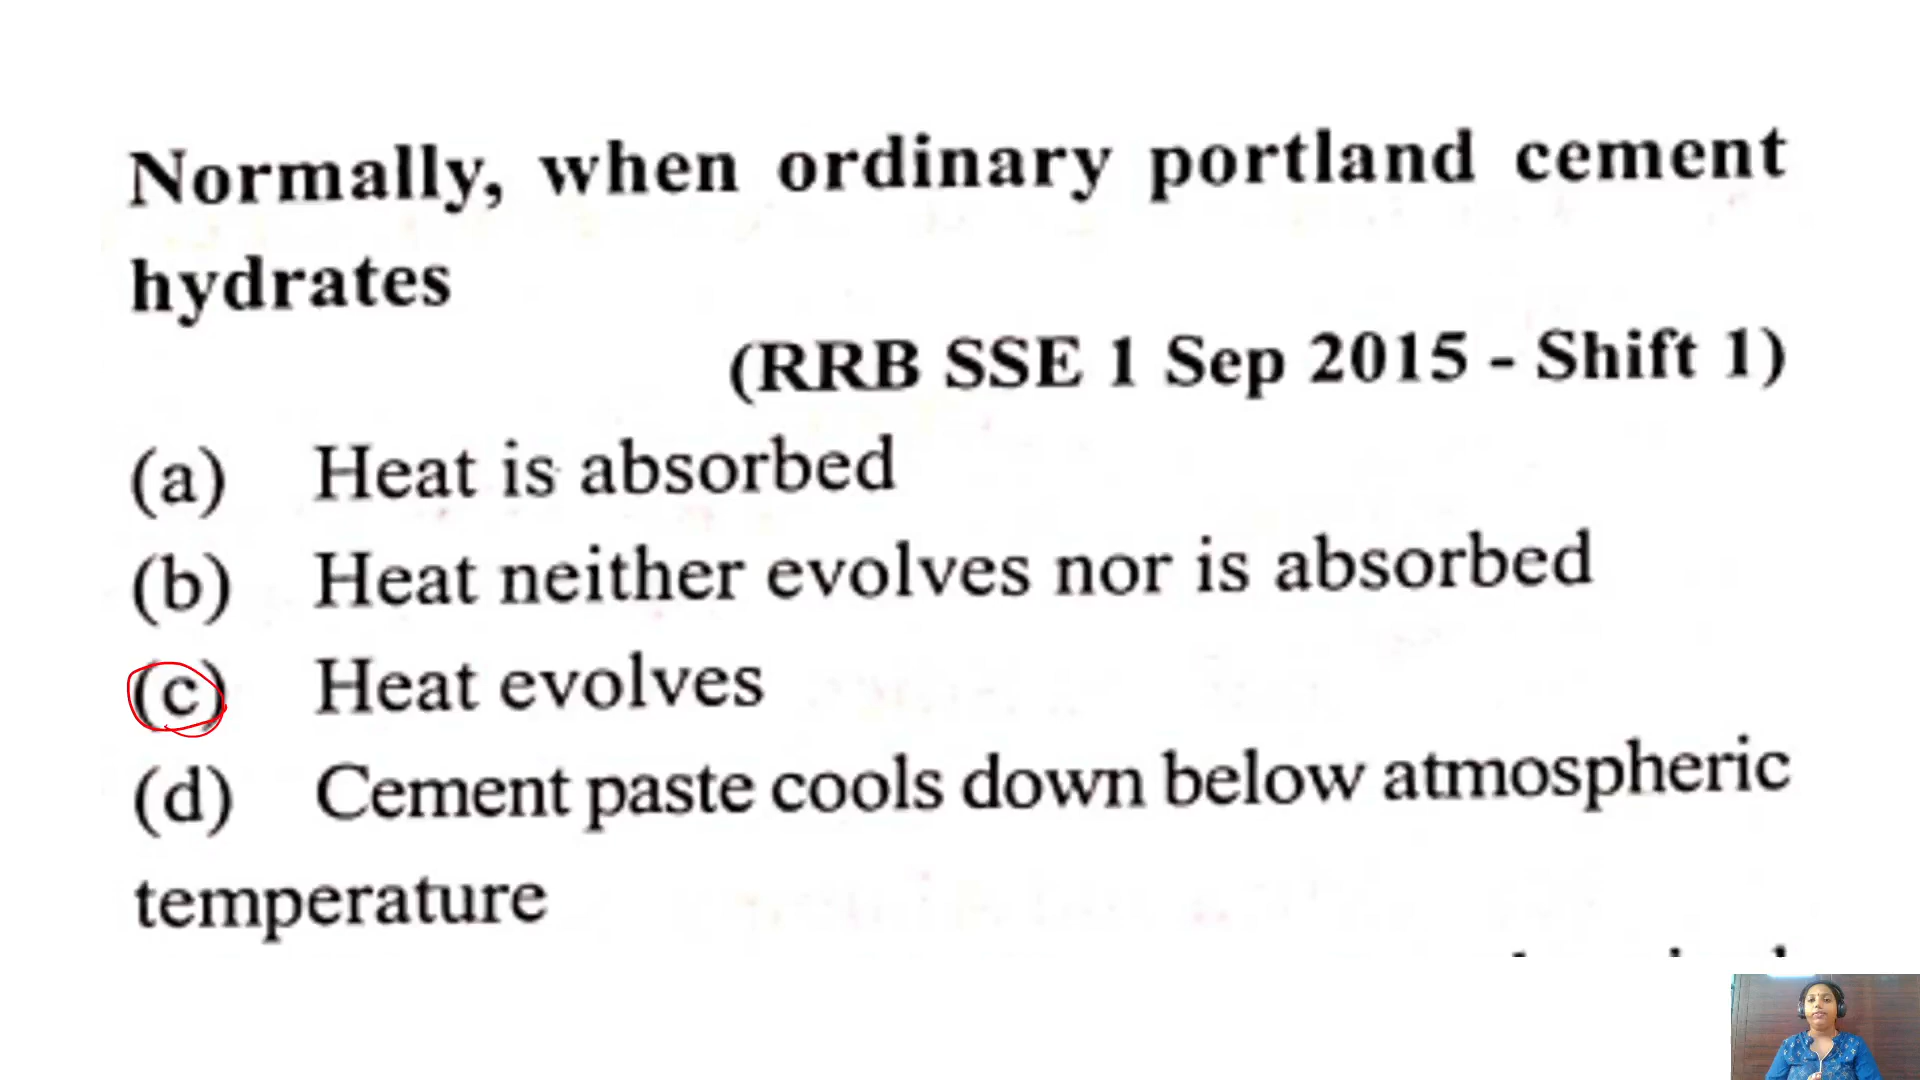 Normally, when ordinary portland cement
hydrates
(RRB SSE 1 Sep 2015 - Shift 1)
(a) Heat is absorbed
(b) Heat neither evolves nor is absorbed
(c) Heat evolves
(d) Cement paste cools down below atmospheric
temperature